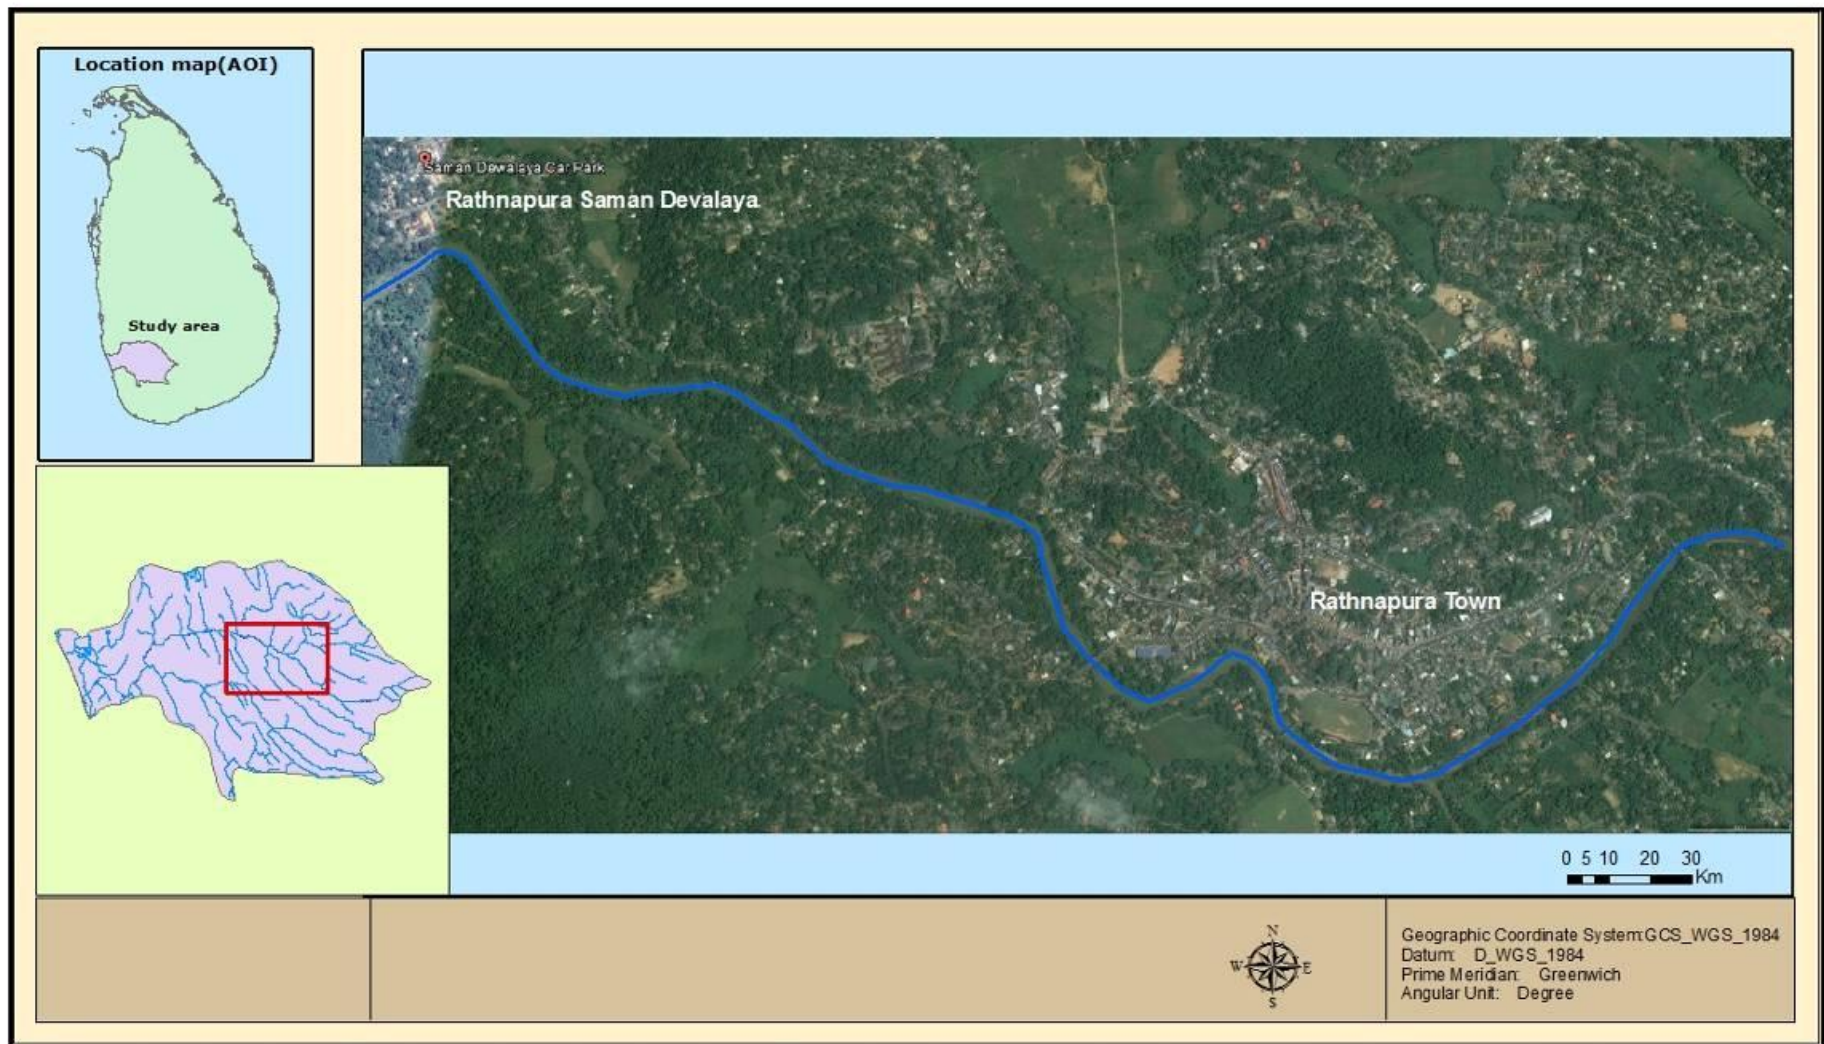 Location map(AOI)
Study area
Saman Dewalaya Car Park
Rathnapura Saman Devalaya
Rathnapura Town
0 5 10 20 30
Km
N
W E
S
Geographic Coordinate System:GCS_WGS_1984
Datum: D_WGS_1984
Prime Meridian: Greenwich
Angular Unit: Degree